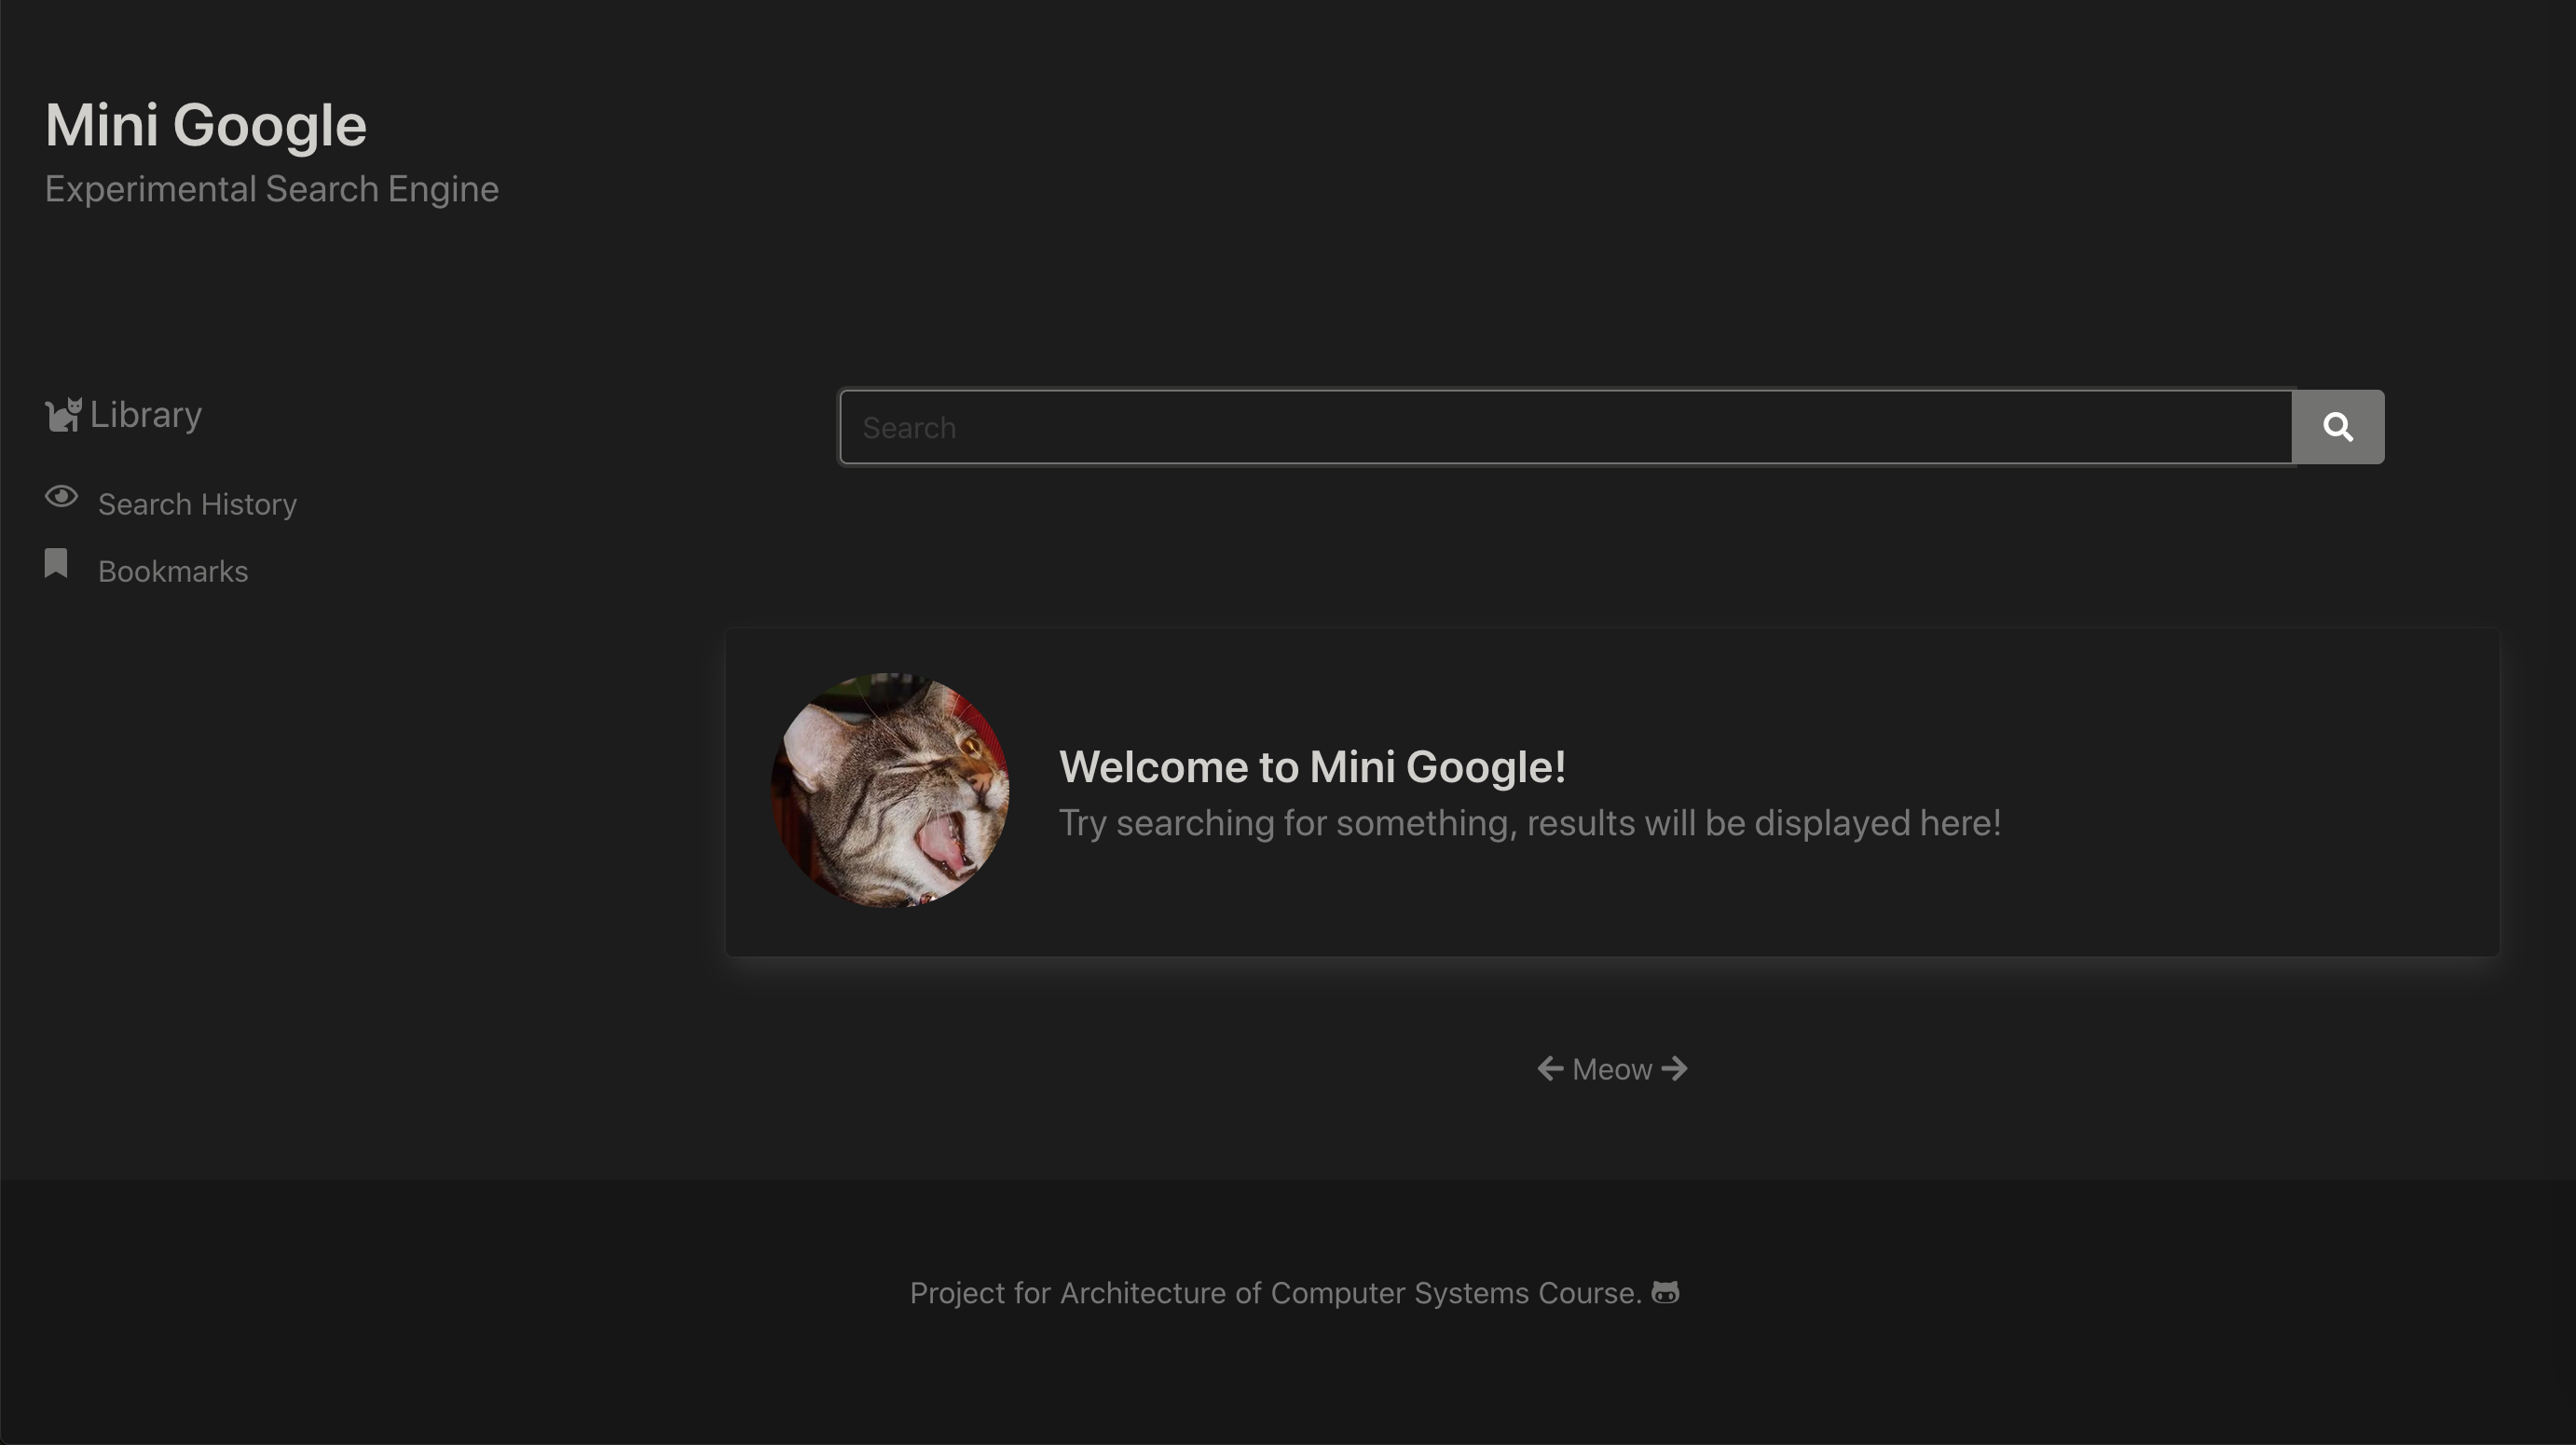 Mini Google
Experimental Search Engine
Library
Search
Search History
Bookmarks
Welcome to Mini Google!
Try searching for something, results will be displayed here!
Meow
Project for Architecture of Computer Systems Course.